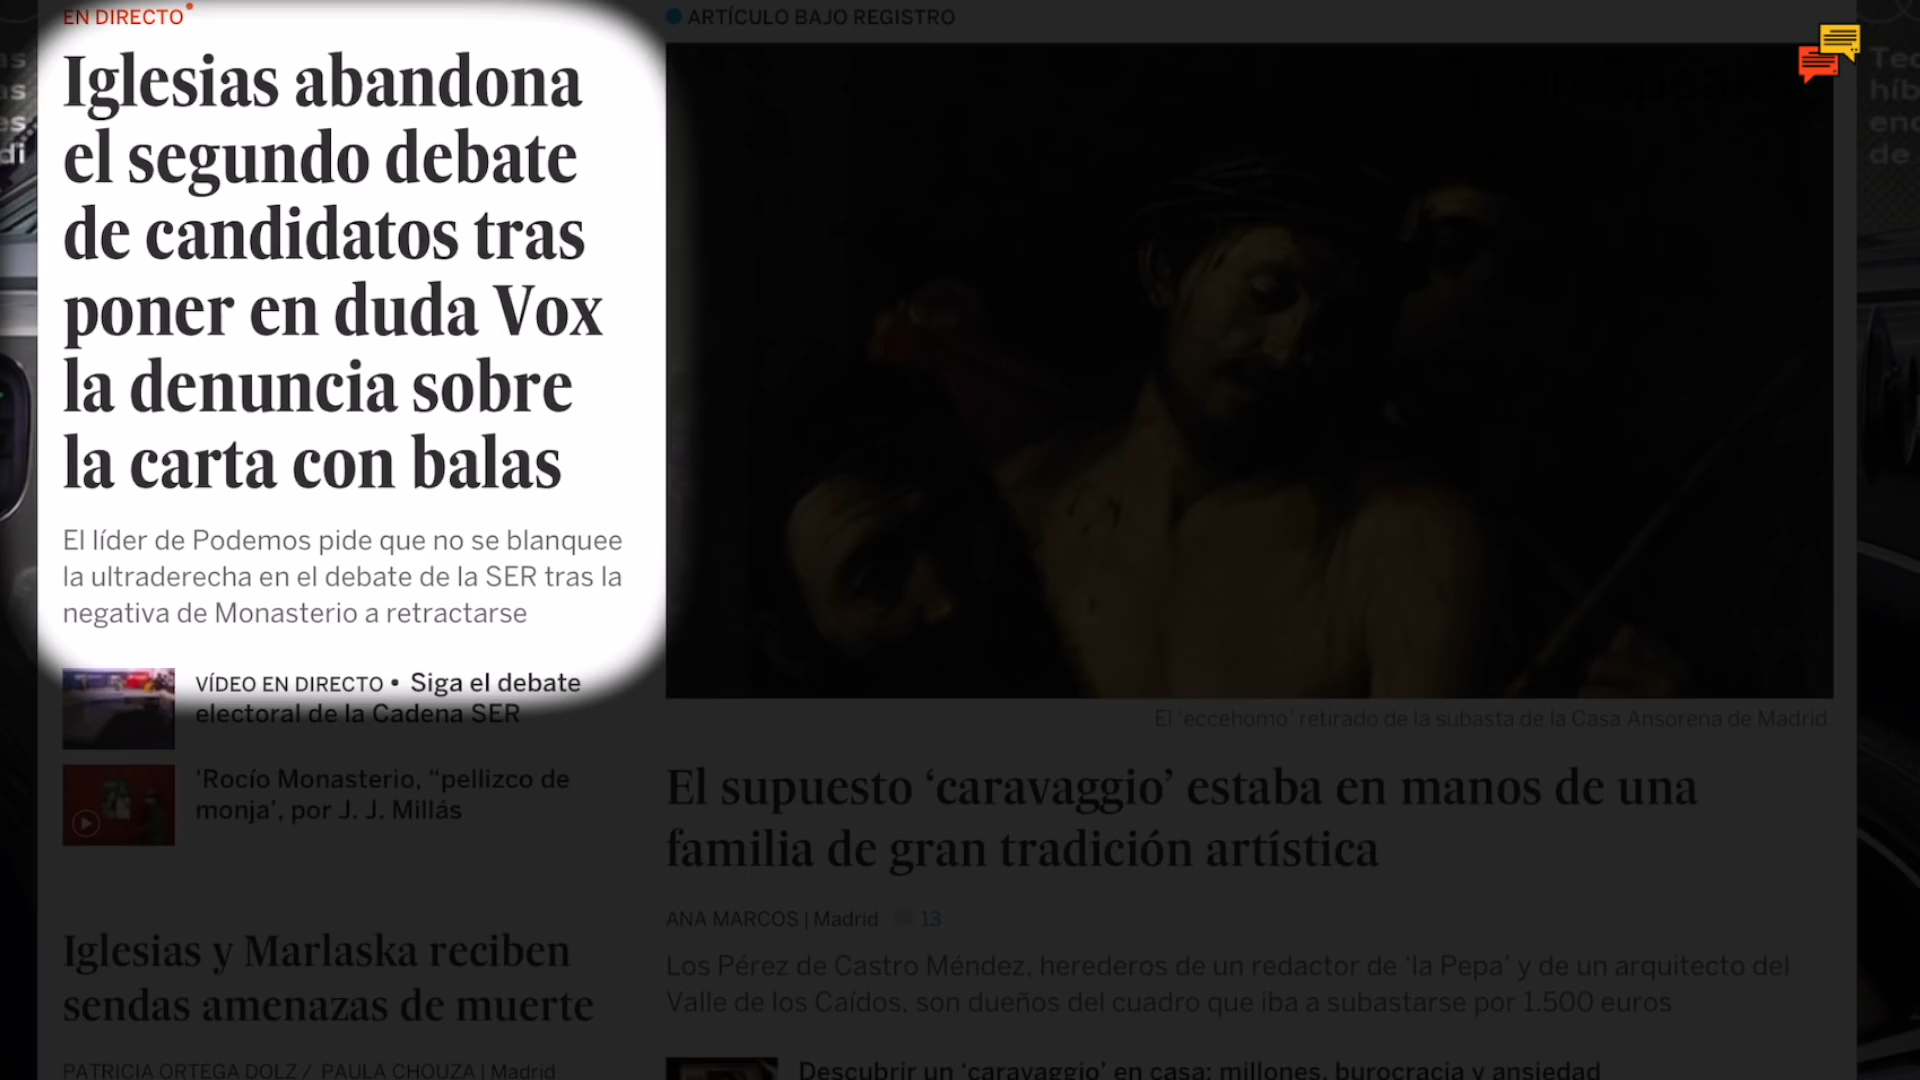 EN DIRECTO
Iglesias abandona
el segundo debate
de candidatos tras
poner en duda Vox
la denuncia sobre
la carta con balas
El líder de Podemos pide que no se blanquee
la ultraderecha en el debate de la SER tras la
negativa de Monasterio a retractarse
VÍDEO EN DIRECTO • Siga el debate
electoral de la Cadena SER
'Rocío Monasterio, “pellizco de
monja’, por J. J. Millás
Iglesias y Marlaska reciben
sendas amenazas de muerte
PATRICIA ORTEGA DOLZ / PAULA CHOUZA | Madrid
ARTÍCULO BAJO REGISTRO
Spain Speaks
El ‘eccehomo’ retirado de la subasta de la Casa Ansorena de Madrid.
El supuesto ‘caravaggio’ estaba en manos de una
familia de gran tradición artística
ANA MARCOS | Madrid 13
Los Pérez de Castro Méndez, herederos de un redactor de ‘la Pepa’ y de un arquitecto del
Valle de los Caídos, son dueños del cuadro que iba a subastarse por 1.500 euros
Descubrir un ‘caravaggio’ en casa: millones, burocracia y ansiedad